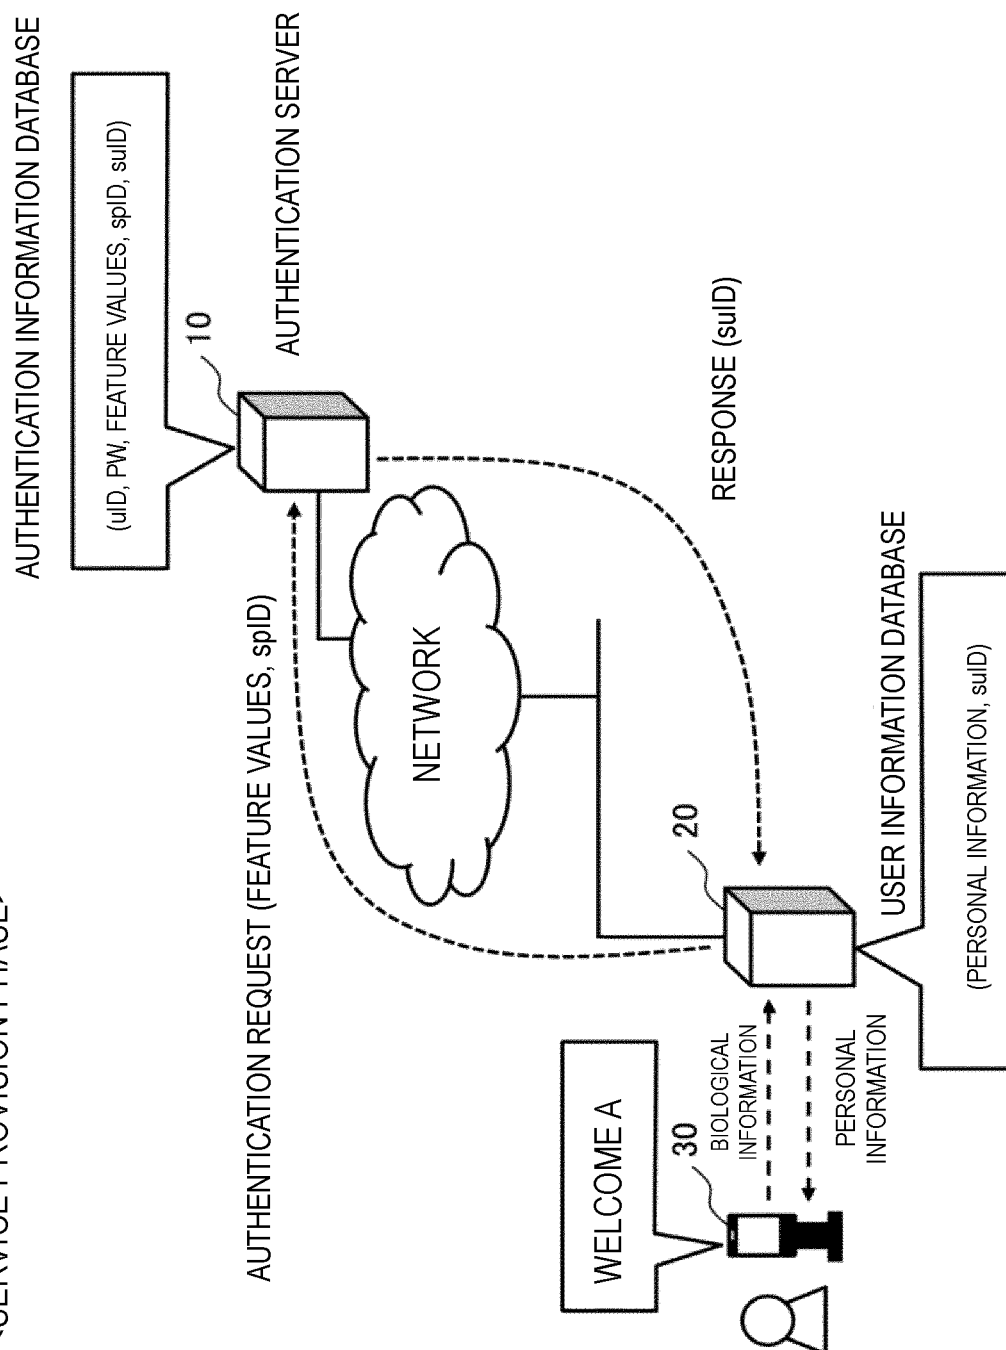 <SERVICE PROVISION PHASE>
AUTHENTICATION INFORMATION DATABASE
(uID, PW, FEATURE VALUES, spID, suID)
10
AUTHENTICATION SERVER
AUTHENTICATION REQUEST (FEATURE VALUES, spID)
NETWORK
RESPONSE (suID)
WELCOME A
30
BIOLOGICAL
INFORMATION
PERSONAL
INFORMATION
20
USER INFORMATION DATABASE
(PERSONAL INFORMATION, suID)